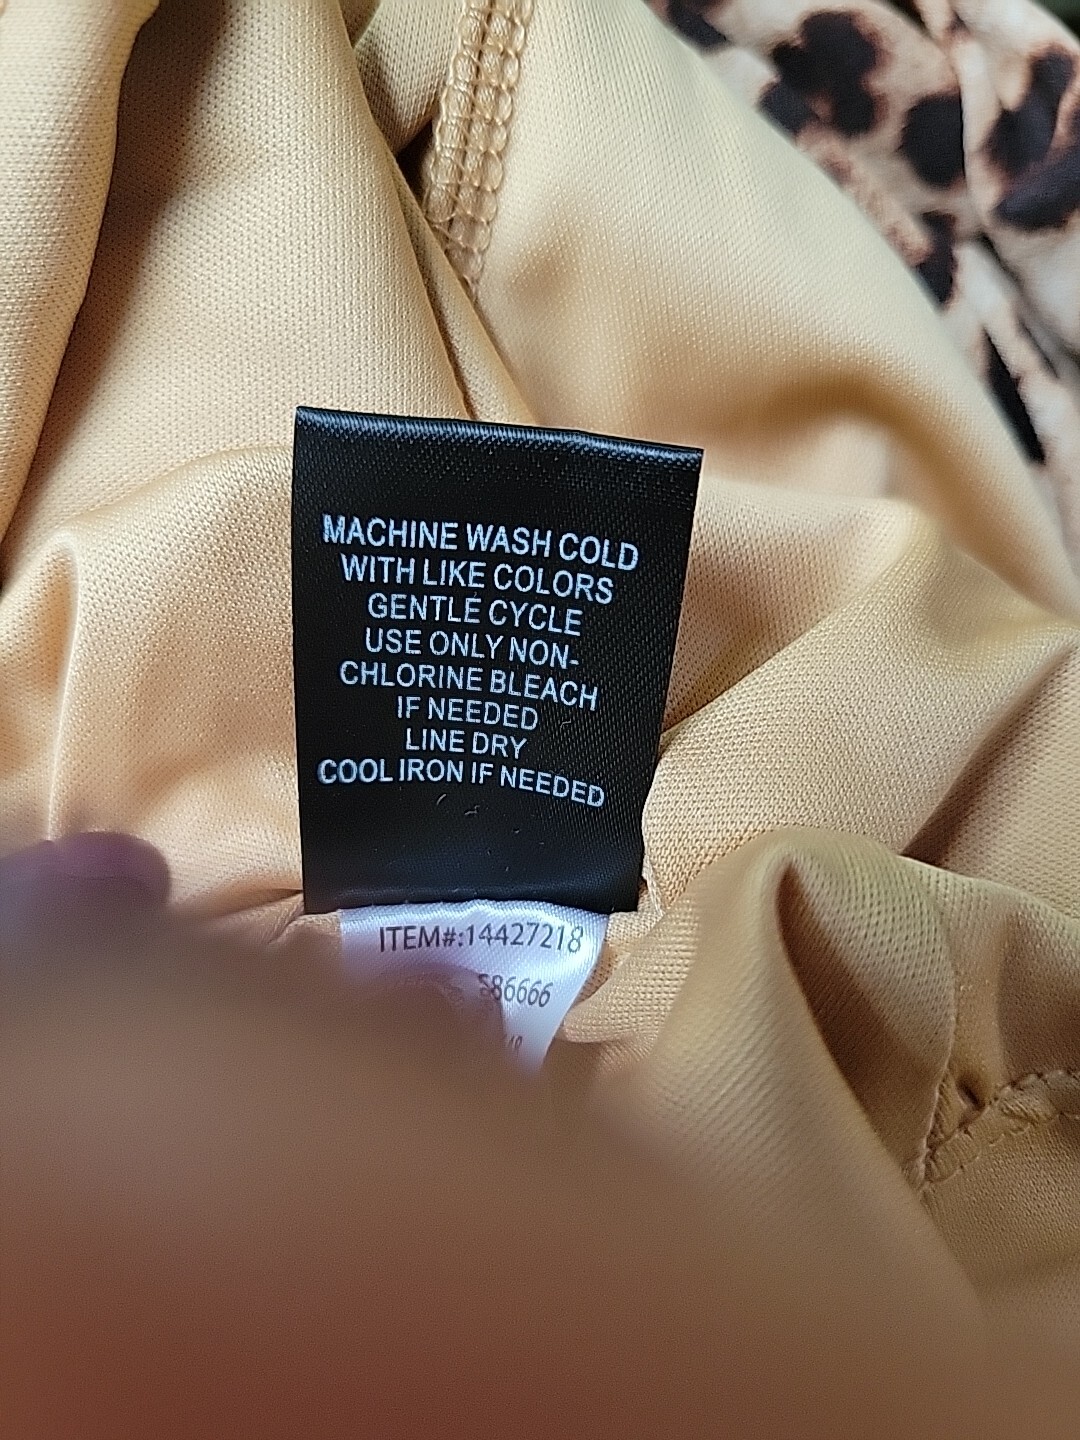 MACHINE WASH COLD
WITH LIKE COLORS
GENTLE CYCLE
USE ONLY NON-
CHLORINE BLEACH
IF NEEDED
LINE DRY
COOL IRON IF NEEDED
ITEM#:14427218
S86666